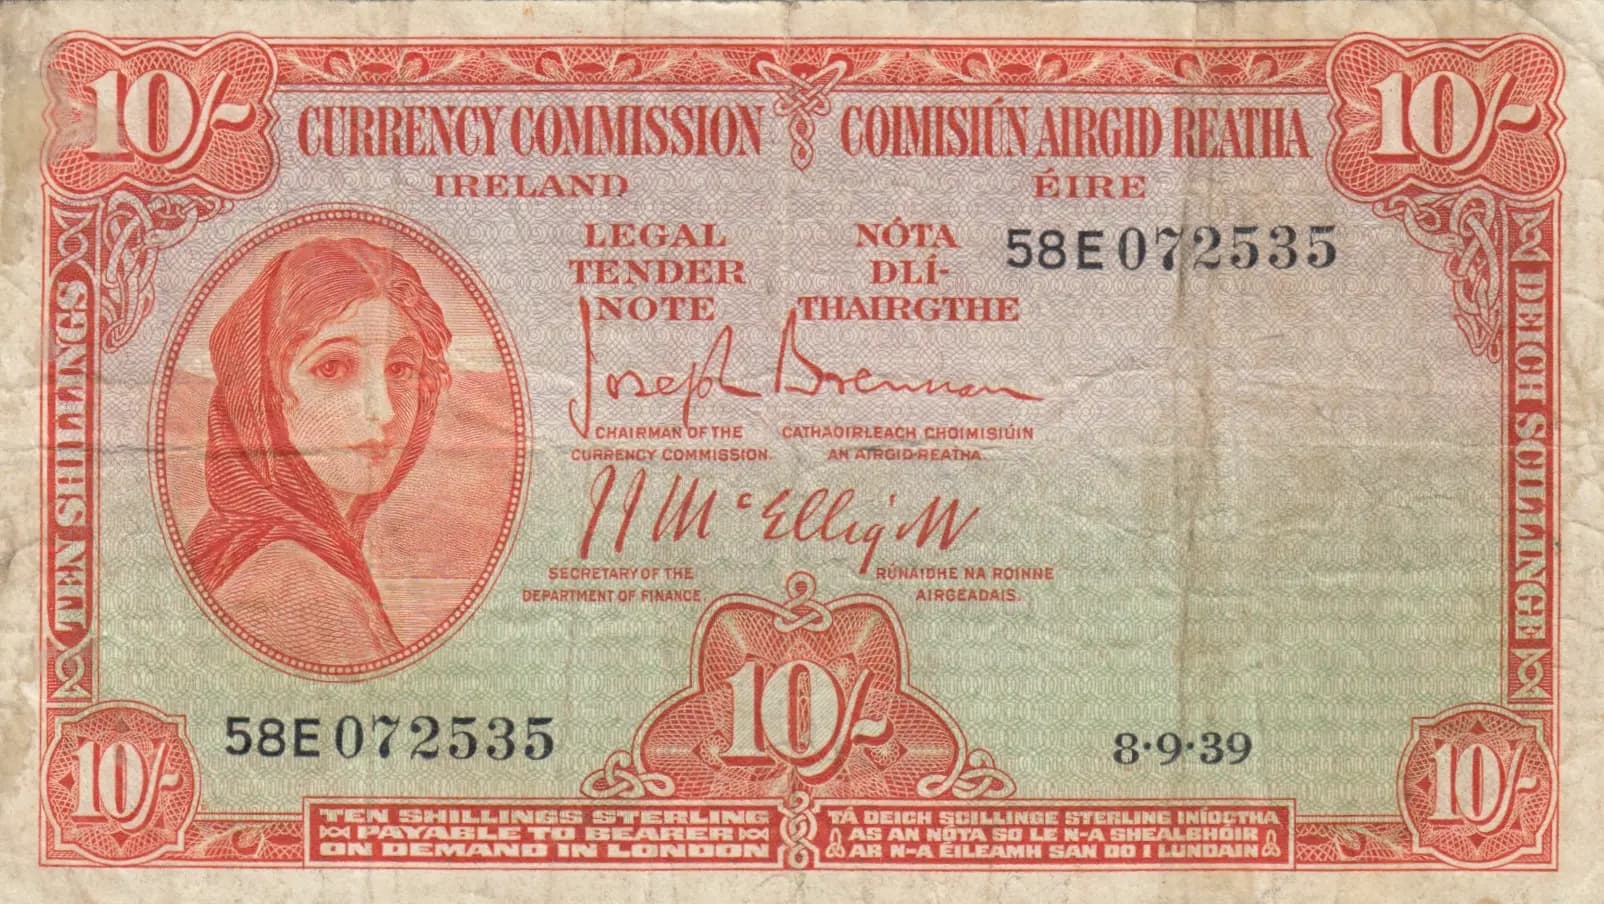 10/-
10/-
CURRENCY COMMISSION
COIMISIÚN AIRGID REATHA
IRELAND
ÉIRE
LEGAL
TENDER
NOTE
NÓTA
DLÍ-
THAIRGTHE
58E 072535
Joseph Brennan
CHAIRMAN OF THE
CURRENCY COMMISSION.
CATHAOIRLEACH CHOIMISIÚIN
AN AIRGID REATHA.
J J McElligott
SECRETARY OF THE
DEPARTMENT OF FINANCE.
RÚNAIDHE NA ROINNE
AIRGEADAIS.
TEN SHILLINGS
DEICH SCILLINGE
58E 072535
10/-
8·9·39
10/-
10/-
TEN SHILLINGS STERLING
PAYABLE TO BEARER
ON DEMAND IN LONDON
TÁ DEICH SCILLINGE STERLINE INÍOCTHA
AS AN NÓTA SO LE N-A SHEALBHÓIR
AR N-A ÉILEAMH SAN DO I LUNDAIN